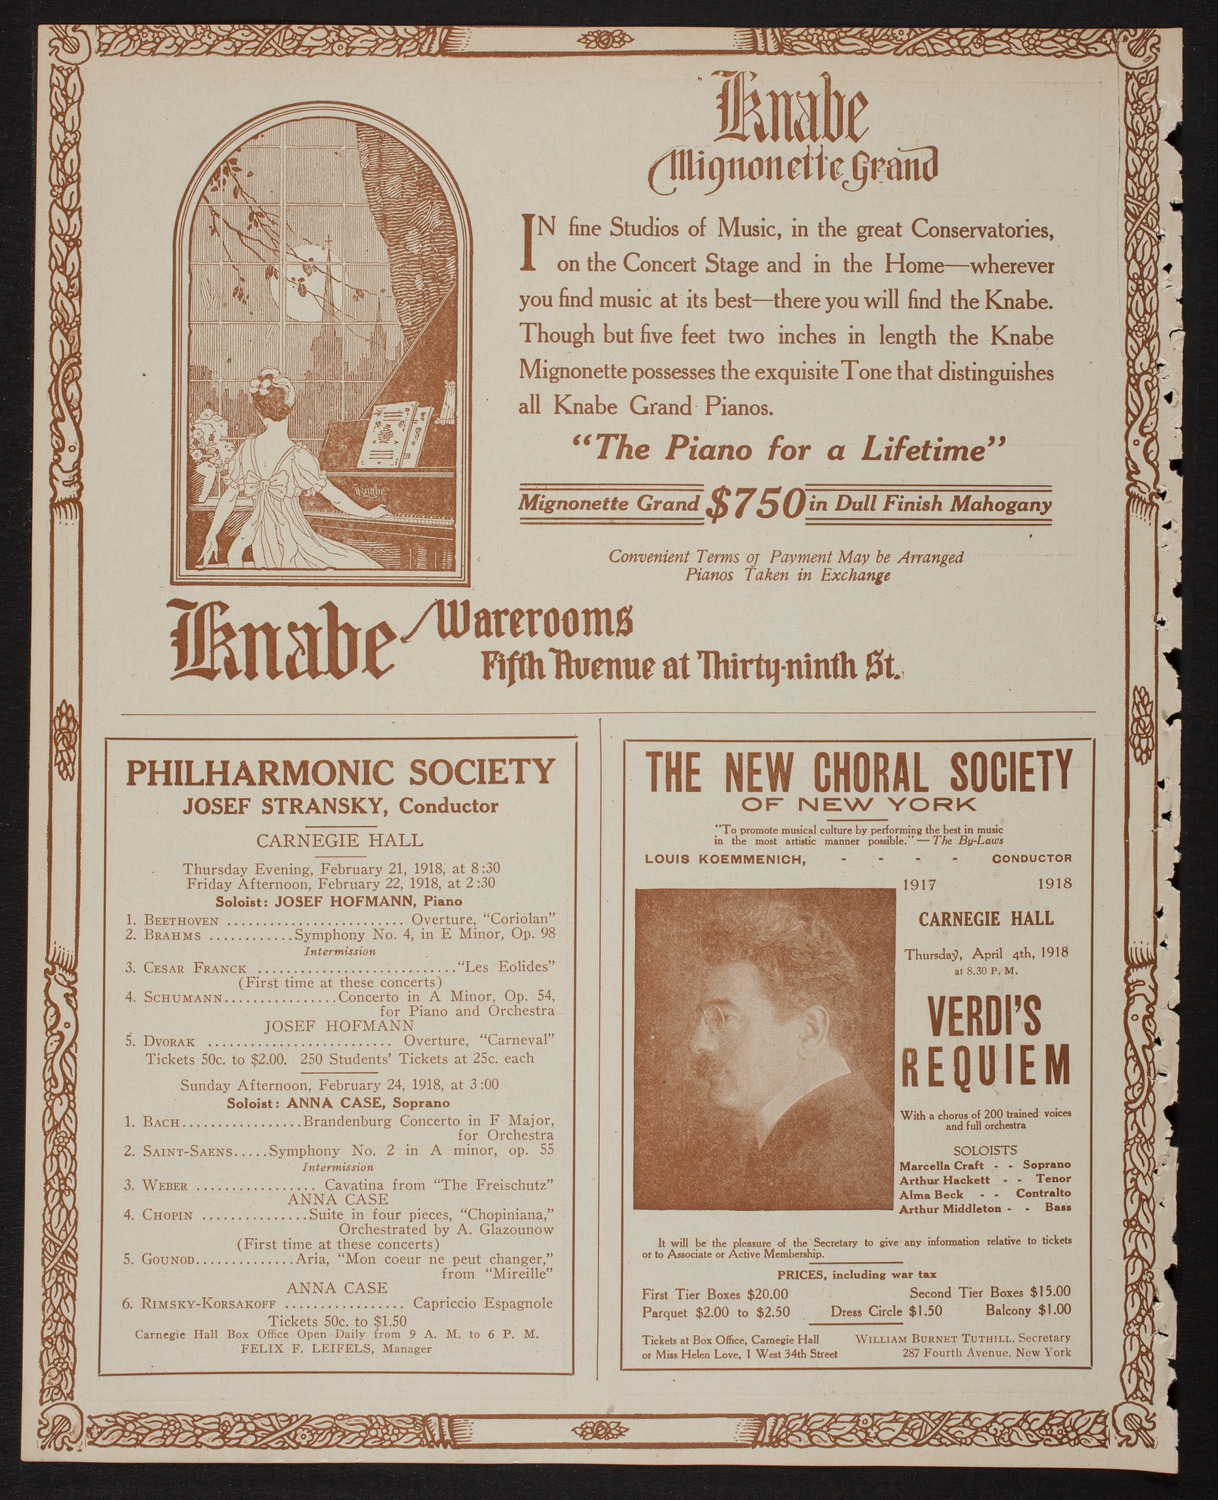 Knabe
Mignonette Grand
IN fine Studios of Music, in the great Conservatories,
on the Concert Stage and in the Home—wherever
you find music at its best—there you will find the Knabe.
Though but five feet two inches in length the Knabe
Mignonette possesses the exquisite Tone that distinguishes
all Knabe Grand Pianos.
"The Piano for a Lifetime"
Mignonette Grand $750 in Dull Finish Mahogany
Convenient Terms of Payment May be Arranged
Pianos Taken in Exchange
Knabe
Knabe Warerooms
Fifth Avenue at Thirty-ninth St.
PHILHARMONIC SOCIETY
JOSEF STRANSKY, Conductor
CARNEGIE HALL
Thursday Evening, February 21, 1918, at 8:30
Friday Afternoon, February 22, 1918, at 2:30
Soloist: JOSEF HOFMANN, Piano
1. BEETHOVEN ........................ Overture, "Coriolan"
2. BRAHMS ............Symphony No. 4, in E Minor, Op. 98
Intermission
3. CESAR FRANCK ..........................."Les Eolides"
(First time at these concerts)
4. SCHUMANN................Concerto in A Minor, Op. 54,
for Piano and Orchestra
JOSEF HOFMANN
5. DVORAK ......................... Overture, "Carneval"
Tickets 50c. to $2.00. 250 Students' Tickets at 25c. each
Sunday Afternoon, February 24, 1918, at 3:00
Soloist: ANNA CASE, Soprano
1. BACH.................Brandenburg Concerto in F Major,
for Orchestra
2. SAINT-SAENS.....Symphony No. 2 in A minor, op. 55
Intermission
3. WEBER ................ Cavatina from "The Freischutz"
ANNA CASE
4. CHOPIN ...............Suite in four pieces, "Chopiniana,"
Orchestrated by A. Glazounow
(First time at these concerts)
5. GOUNOD..............Aria, "Mon coeur ne peut changer,"
from "Mireille"
ANNA CASE
6. RIMSKY-KORSAKOFF ................ Capriccio Espagnole
Tickets 50c. to $1.50
Carnegie Hall Box Office Open Daily from 9 A. M. to 6 P. M.
FELIX F. LEIFELS, Manager
THE NEW CHORAL SOCIETY
OF NEW YORK
"To promote musical culture by performing the best in music
in the most artistic manner possible."—The By-Laws
LOUIS KOEMMENICH, - - - - CONDUCTOR
1917 1918
CARNEGIE HALL
Thursday, April 4th, 1918
at 8.30 P. M.
VERDI'S
REQUIEM
With a chorus of 200 trained voices
and full orchestra
SOLOISTS
Marcella Craft - - Soprano
Arthur Hackett - - Tenor
Alma Beck - - Contralto
Arthur Middleton - - Bass
It will be the pleasure of the Secretary to give any information relative to tickets
or to Associate or Active Membership.
PRICES, including war tax
First Tier Boxes $20.00 Second Tier Boxes $15.00
Parquet $2.00 to $2.50 Dress Circle $1.50 Balcony $1.00
Tickets at Box Office, Carnegie Hall WILLIAM BURNET TUTHILL, Secretary
or Miss Helen Love, 1 West 34th Street 287 Fourth Avenue, New York